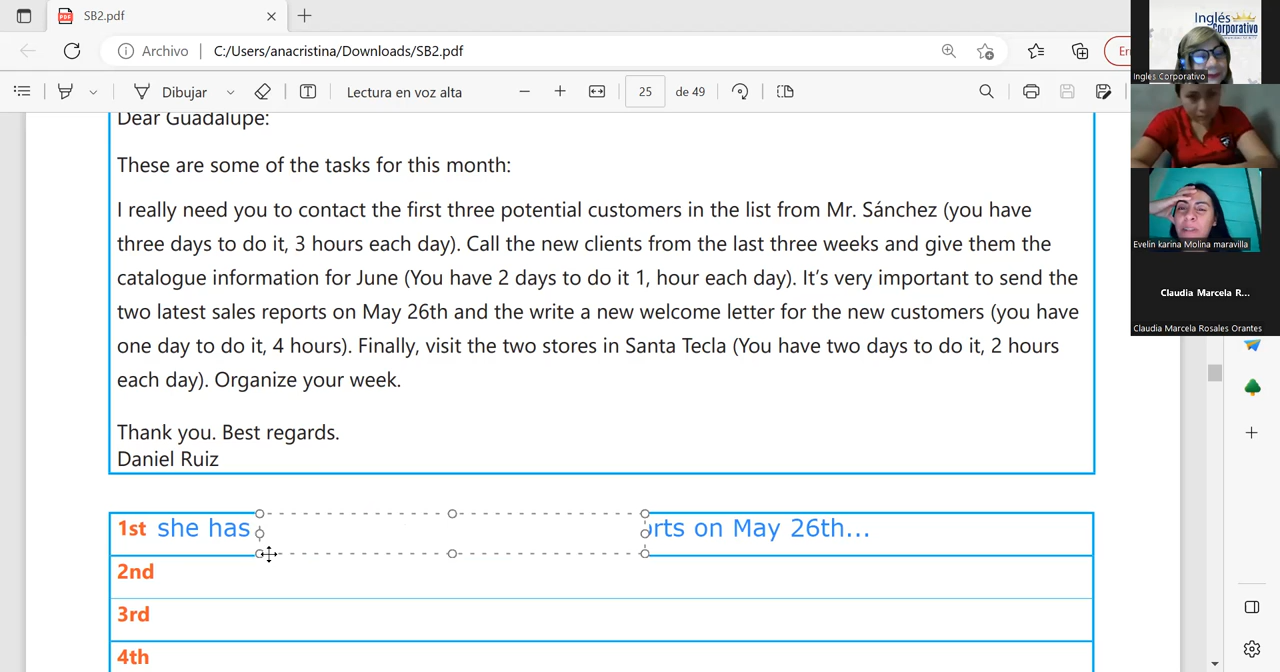 SB2.pdf
Archivo
C:/Users/anacristina/Downloads/SB2.pdf
Dibujar
Lectura en voz alta
25
de 49
Inglés
Corporativo
Ingles Corporativo
Evelin karina Molina maravilla
Claudia Marcela R...
Claudia Marcela Rosales Orantes
Dear Guadalupe:
These are some of the tasks for this month:
I really need you to contact the first three potential customers in the list from Mr. Sánchez (you have
three days to do it, 3 hours each day). Call the new clients from the last three weeks and give them the
catalogue information for June (You have 2 days to do it 1, hour each day). It’s very important to send the
two latest sales reports on May 26th and the write a new welcome letter for the new customers (you have
one day to do it, 4 hours). Finally, visit the two stores in Santa Tecla (You have two days to do it, 2 hours
each day). Organize your week.
Thank you. Best regards.
Daniel Ruiz
1st she has orts on May 26th...
2nd
3rd
4th